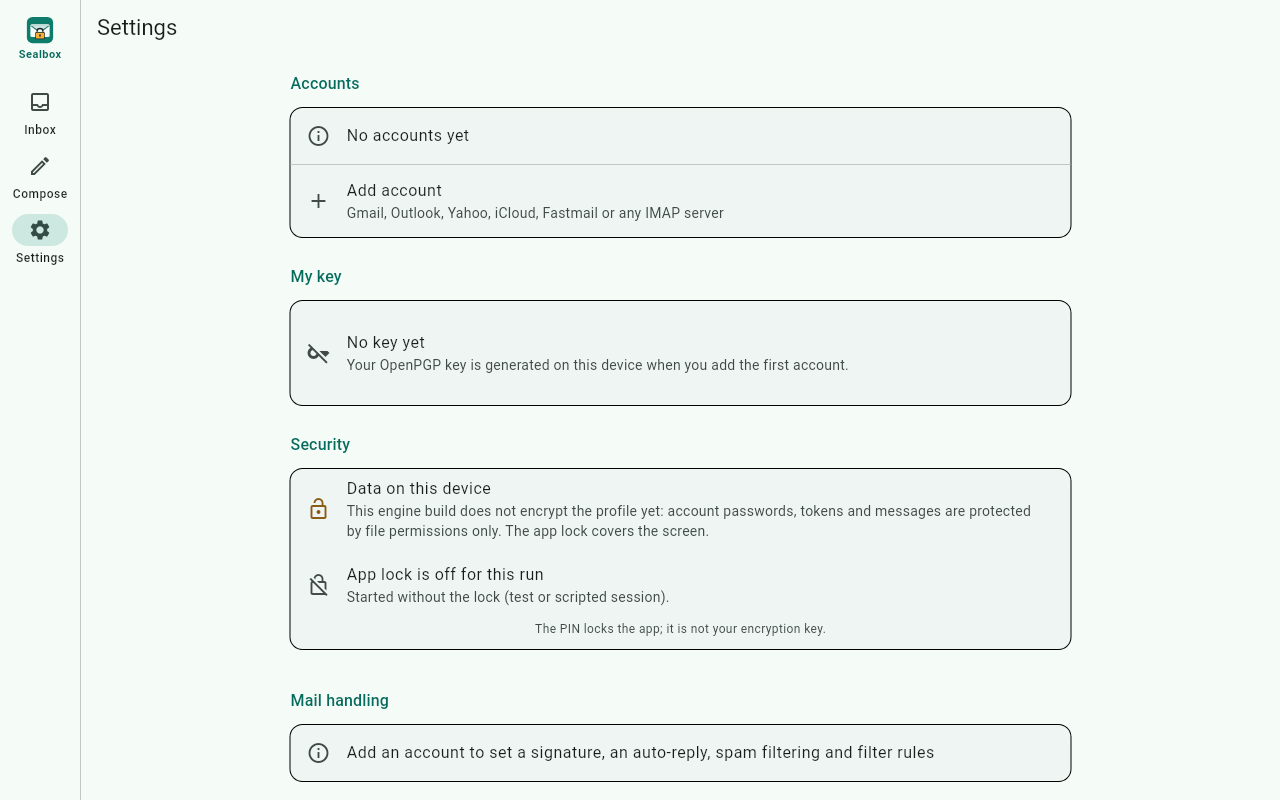 Settings
Sealbox
Inbox
Compose
Settings
Accounts
No accounts yet
Add account
Gmail, Outlook, Yahoo, iCloud, Fastmail or any IMAP server
My key
No key yet
Your OpenPGP key is generated on this device when you add the first account.
Security
Data on this device
This engine build does not encrypt the profile yet: account passwords, tokens and messages are protected
by file permissions only. The app lock covers the screen.
App lock is off for this run
Started without the lock (test or scripted session).
The PIN locks the app; it is not your encryption key.
Mail handling
Add an account to set a signature, an auto-reply, spam filtering and filter rules